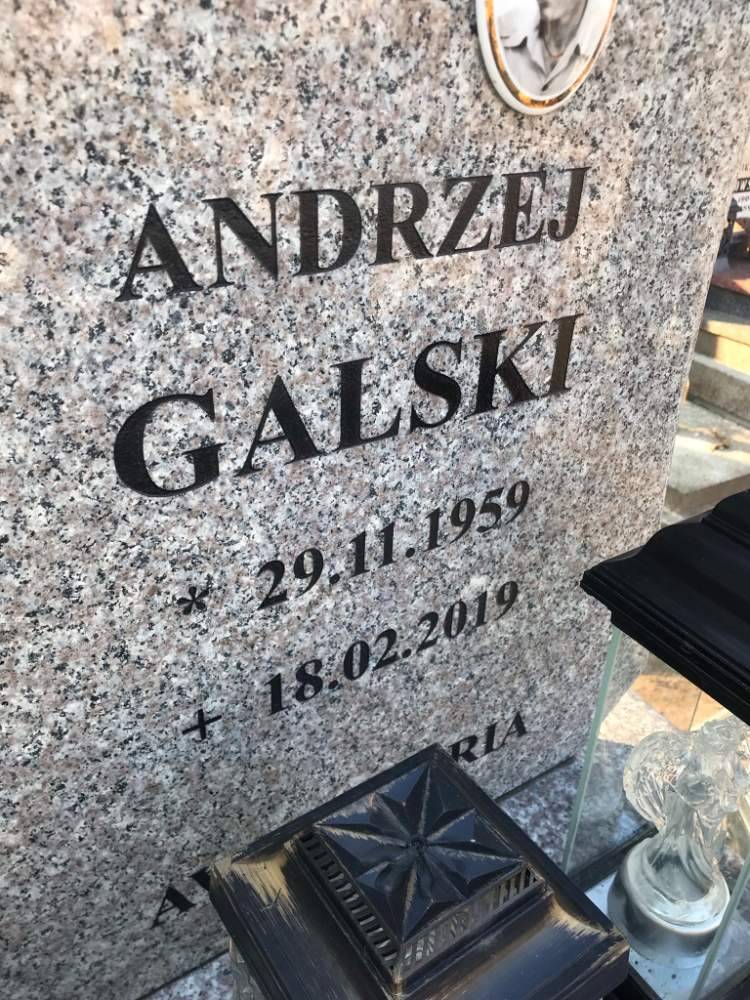 ANDRZEJ
GALSKI
* 29.11.1959
+ 18.02.2019